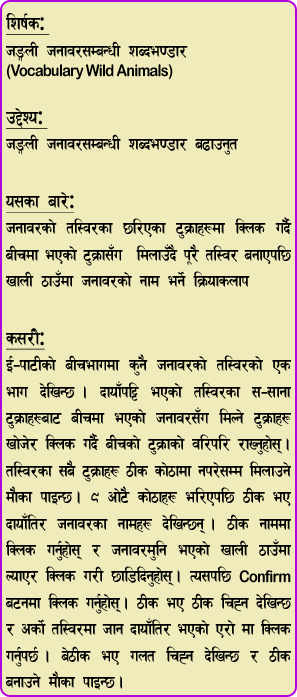 शिर्षक:
जङ्गली जनावरसम्बन्धी शब्दभण्डार
(Vocabulary Wild Animals)
उद्देश्य:
जङ्गली जनावरसम्बन्धी शब्दभण्डार बढाउनुत
यसका बारे:
जनावरको तस्विरका छरिएका टुक्राहरूमा क्लिक गर्दै
बीचमा भएको टुक्रासँग मिलाउँदै पूरै तस्विर बनाएपछि
खाली ठाउँमा जनावरको नाम भर्ने क्रियाकलाप
कसरी:
ई-पाटीको बीचभागमा कुनै जनावरको तस्विरको एक
भाग देखिन्छ । दायाँपट्टि भएको तस्विरका स-साना
टुक्राहरूबाट बीचमा भएको जनावरसँग मिल्ने टुक्राहरू
खोजेर क्लिक गर्दै बीचको टुक्राको वरिपरि राख्नुहोस् ।
तस्विरका सबै टुक्राहरू ठीक कोठामा नपरेसम्म मिलाउने
मौका पाइन्छ । ९ ओटै कोठाहरू भरिएपछि ठीक भए
दायाँतिर जनावरका नामहरू देखिन्छन् । ठीक नाममा
क्लिक गर्नुहोस् र जनावरमुनि भएको खाली ठाउँमा
ल्याएर क्लिक गरी छाडिदिनुहोस् । त्यसपछि Confirm
बटनमा क्लिक गर्नुहोस् । ठीक भए ठीक चिह्न देखिन्छ
र अर्को तस्विरमा जान दायाँतिर भएको एरो मा क्लिक
गर्नुपर्छ । बेठीक भए गलत चिह्न देखिन्छ र ठीक
बनाउने मौका पाइन्छ ।